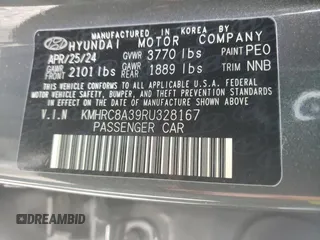 MANUFACTURED IN KOREA BY
HYUNDAI MOTOR COMPANY
APR/25/24 GVWR 3770 lbs PAINT PE0
GAWR FRT 2101 lbs GAWR RR 1889 lbs TRIM NNB
THIS VEHICLE CONFORMS TO ALL APPLICABLE
FEDERAL MOTOR VEHICLE SAFETY, BUMPER, AND THEFT
PREVENTION STANDARDS IN EFFECT ON THE DATE OF
MANUFACTURE SHOWN ABOVE.
V.I.N KMHRC8A39RU328167
PASSENGER CAR
DREAMBID